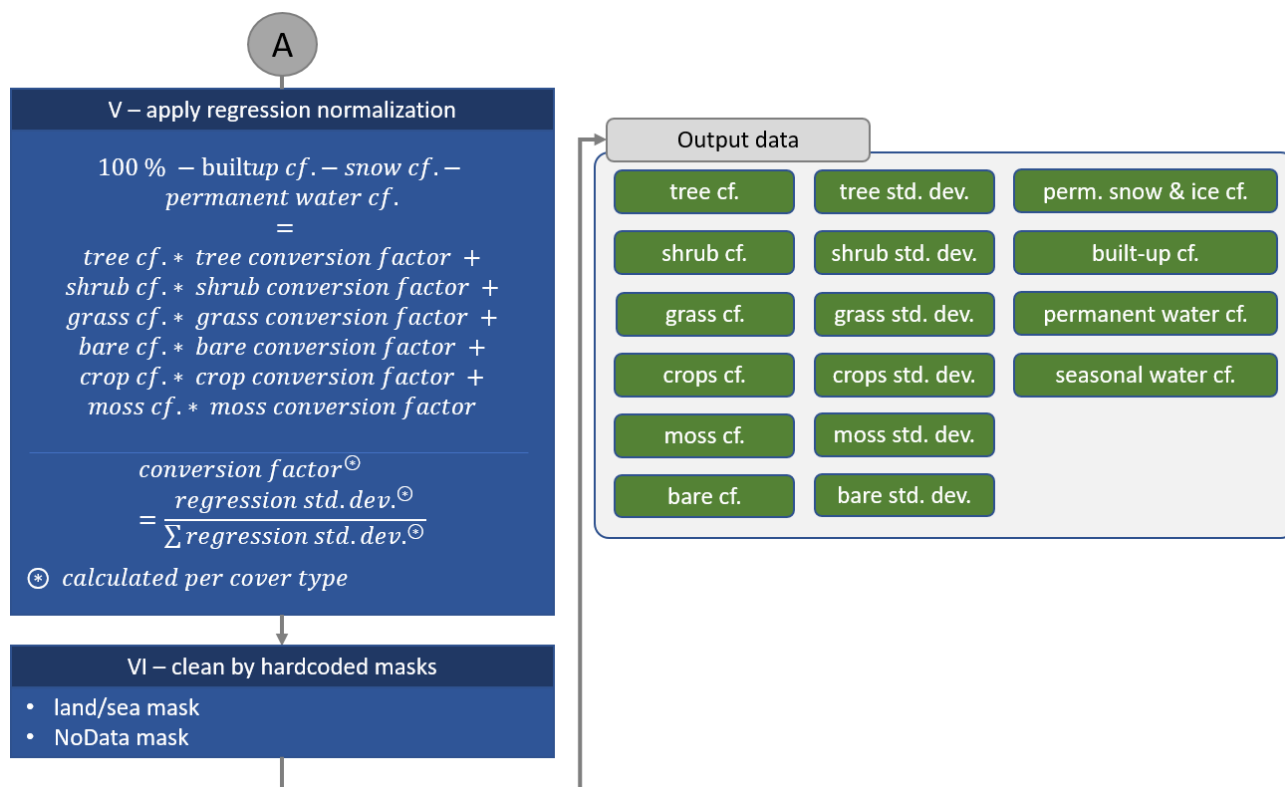 A
V – apply regression normalization
100 % − builtup cf. − snow cf. −
permanent water cf.
=
tree cf.∗ tree conversion factor +
shrub cf.∗ shrub conversion factor +
grass cf.∗ grass conversion factor +
bare cf.∗ bare conversion factor +
crop cf.∗ crop conversion factor +
moss cf.∗ moss conversion factor
conversion factor⊛
= regression std. dev.⊛
∑ regression std. dev.⊛
⊛ calculated per cover type
VI – clean by hardcoded masks
• land/sea mask
• NoData mask
Output data
tree cf. tree std. dev. perm. snow & ice cf.
shrub cf. shrub std. dev. built-up cf.
grass cf. grass std. dev. permanent water cf.
crops cf. crops std. dev. seasonal water cf.
moss cf. moss std. dev.
bare cf. bare std. dev.